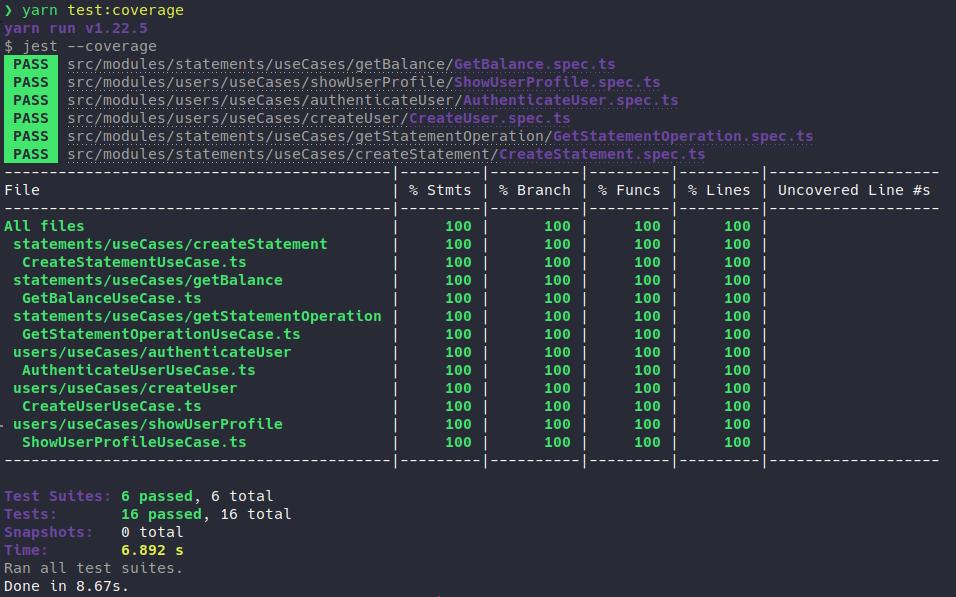 ❯ yarn test:coverage
yarn run v1.22.5
$ jest --coverage
PASS src/modules/statements/useCases/getBalance/GetBalance.spec.ts
PASS src/modules/users/useCases/showUserProfile/ShowUserProfile.spec.ts
PASS src/modules/users/useCases/authenticateUser/AuthenticateUser.spec.ts
PASS src/modules/users/useCases/createUser/CreateUser.spec.ts
PASS src/modules/statements/useCases/getStatementOperation/GetStatementOperation.spec.ts
PASS src/modules/statements/useCases/createStatement/CreateStatement.spec.ts
-------------------------------------------|---------|----------|---------|---------|-------------------
File                                       | % Stmts | % Branch | % Funcs | % Lines | Uncovered Line #s
-------------------------------------------|---------|----------|---------|---------|-------------------
All files                                  |     100 |      100 |     100 |     100 |
 statements/useCases/createStatement       |     100 |      100 |     100 |     100 |
  CreateStatementUseCase.ts                |     100 |      100 |     100 |     100 |
 statements/useCases/getBalance            |     100 |      100 |     100 |     100 |
  GetBalanceUseCase.ts                     |     100 |      100 |     100 |     100 |
 statements/useCases/getStatementOperation |     100 |      100 |     100 |     100 |
  GetStatementOperationUseCase.ts          |     100 |      100 |     100 |     100 |
 users/useCases/authenticateUser           |     100 |      100 |     100 |     100 |
  AuthenticateUserUseCase.ts               |     100 |      100 |     100 |     100 |
 users/useCases/createUser                 |     100 |      100 |     100 |     100 |
  CreateUserUseCase.ts                     |     100 |      100 |     100 |     100 |
 users/useCases/showUserProfile            |     100 |      100 |     100 |     100 |
  ShowUserProfileUseCase.ts                |     100 |      100 |     100 |     100 |
-------------------------------------------|---------|----------|---------|---------|-------------------
Test Suites: 6 passed, 6 total
Tests:       16 passed, 16 total
Snapshots:   0 total
Time:        6.892 s
Ran all test suites.
Done in 8.67s.